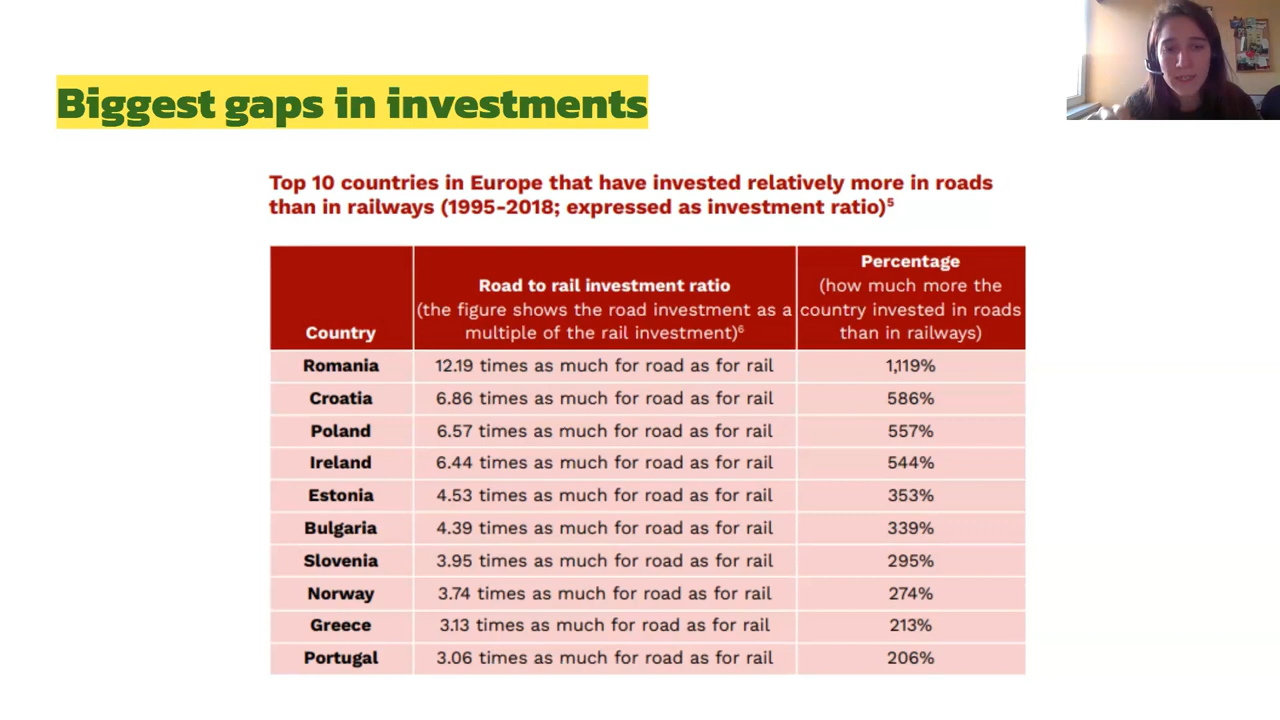 Biggest gaps in investments
Top 10 countries in Europe that have invested relatively more in roads
than in railways (1995-2018; expressed as investment ratio)⁵
Country
Road to rail investment ratio
(the figure shows the road investment as a
multiple of the rail investment)⁶
Percentage
(how much more the
country invested in roads
than in railways)
Romania 12.19 times as much for road as for rail 1,119%
Croatia 6.86 times as much for road as for rail 586%
Poland 6.57 times as much for road as for rail 557%
Ireland 6.44 times as much for road as for rail 544%
Estonia 4.53 times as much for road as for rail 353%
Bulgaria 4.39 times as much for road as for rail 339%
Slovenia 3.95 times as much for road as for rail 295%
Norway 3.74 times as much for road as for rail 274%
Greece 3.13 times as much for road as for rail 213%
Portugal 3.06 times as much for road as for rail 206%